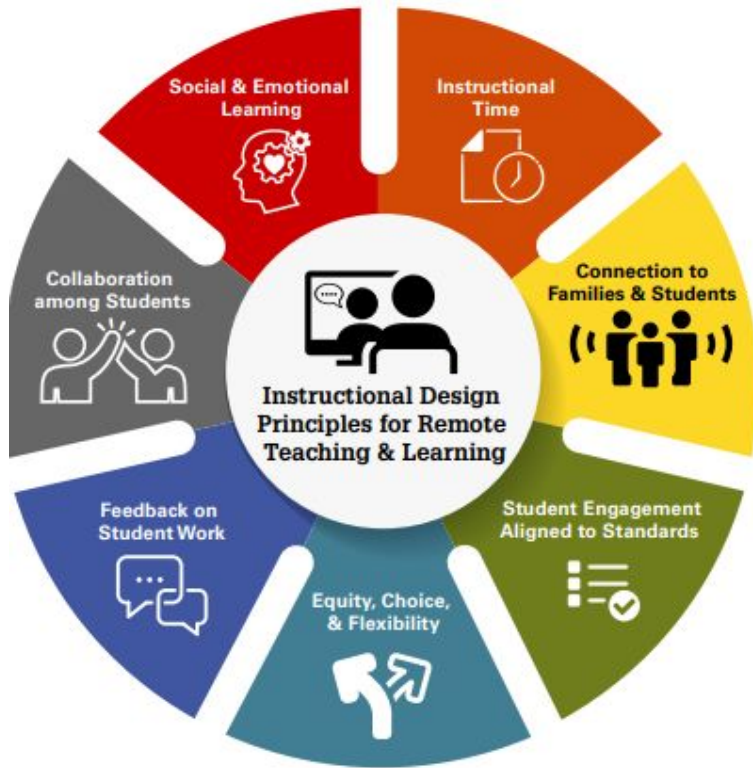 Social & Emotional
Learning
Instructional
Time
Connection to
Families & Students
Student Engagement
Aligned to Standards
Equity, Choice,
& Flexibility
Feedback on
Student Work
Collaboration
among Students
Instructional Design
Principles for Remote
Teaching & Learning